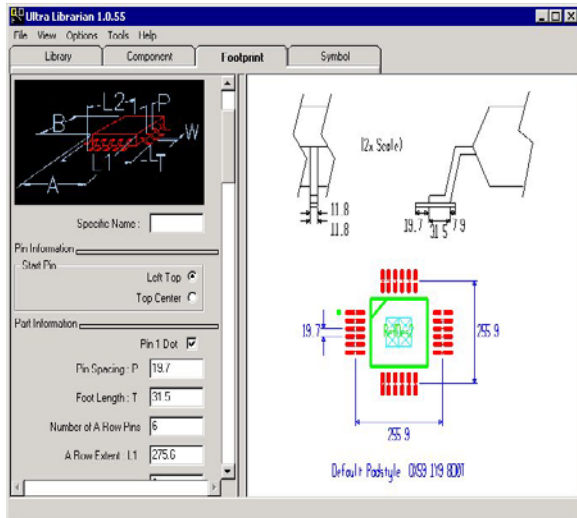 Ultra Librarian 1.0.55
File View Options Tools Help
Library Component Footprint Symbol
L2 P
B W
L1 T
A
Specific Name :
Pin Information
Start Pin
Left Top
Top Center
Part Information
Pin 1 Dot
Pin Spacing : P 19.7
Foot Length : T 31.5
Number of A Row Pins 6
A Row Extent : L1 275.6
(2x Scale)
11.8
11.8
19.7 31.5 7.9
19.7
255.9
255.9
Default Padstyle